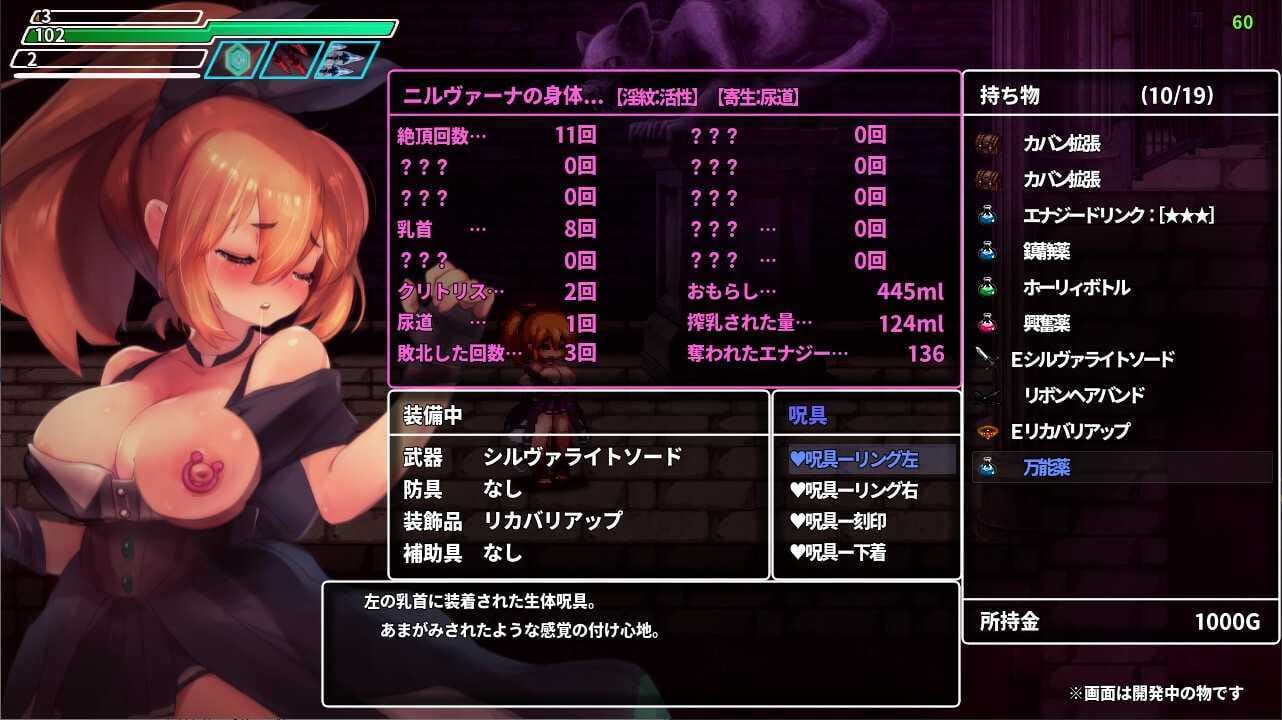 3
102
2
60
ニルヴァーナの身体... [淫紋:活性] [寄生:尿道]
絶頂回数… 11回 ？？？ 0回
？？？ 0回 ？？？ 0回
？？？ 0回 ？？？ 0回
乳首 … 8回 ？？？ … 0回
？？？ 0回 ？？？ … 0回
クリトリス… 2回 おもらし… 445ml
尿道 … 1回 搾乳された量… 124ml
敗北した回数… 3回 奪われたエナジー… 136
装備中
武器 シルヴァライトソード
防具 なし
装飾品 リカバリアップ
補助具 なし
呪具
♥呪具ーリング左
♥呪具ーリング右
♥呪具ー刻印
♥呪具ー下着
左の乳首に装着された生体呪具。
あまがみされたような感覚の付け心地。
持ち物 (10/19)
カバン拡張
カバン拡張
エナジードリンク：[★★★]
ホーリィボトル
興奮薬
Eシルヴァライトソード
リボンヘアバンド
Eリカバリアップ
万能薬
所持金 1000G
※画面は開発中の物です